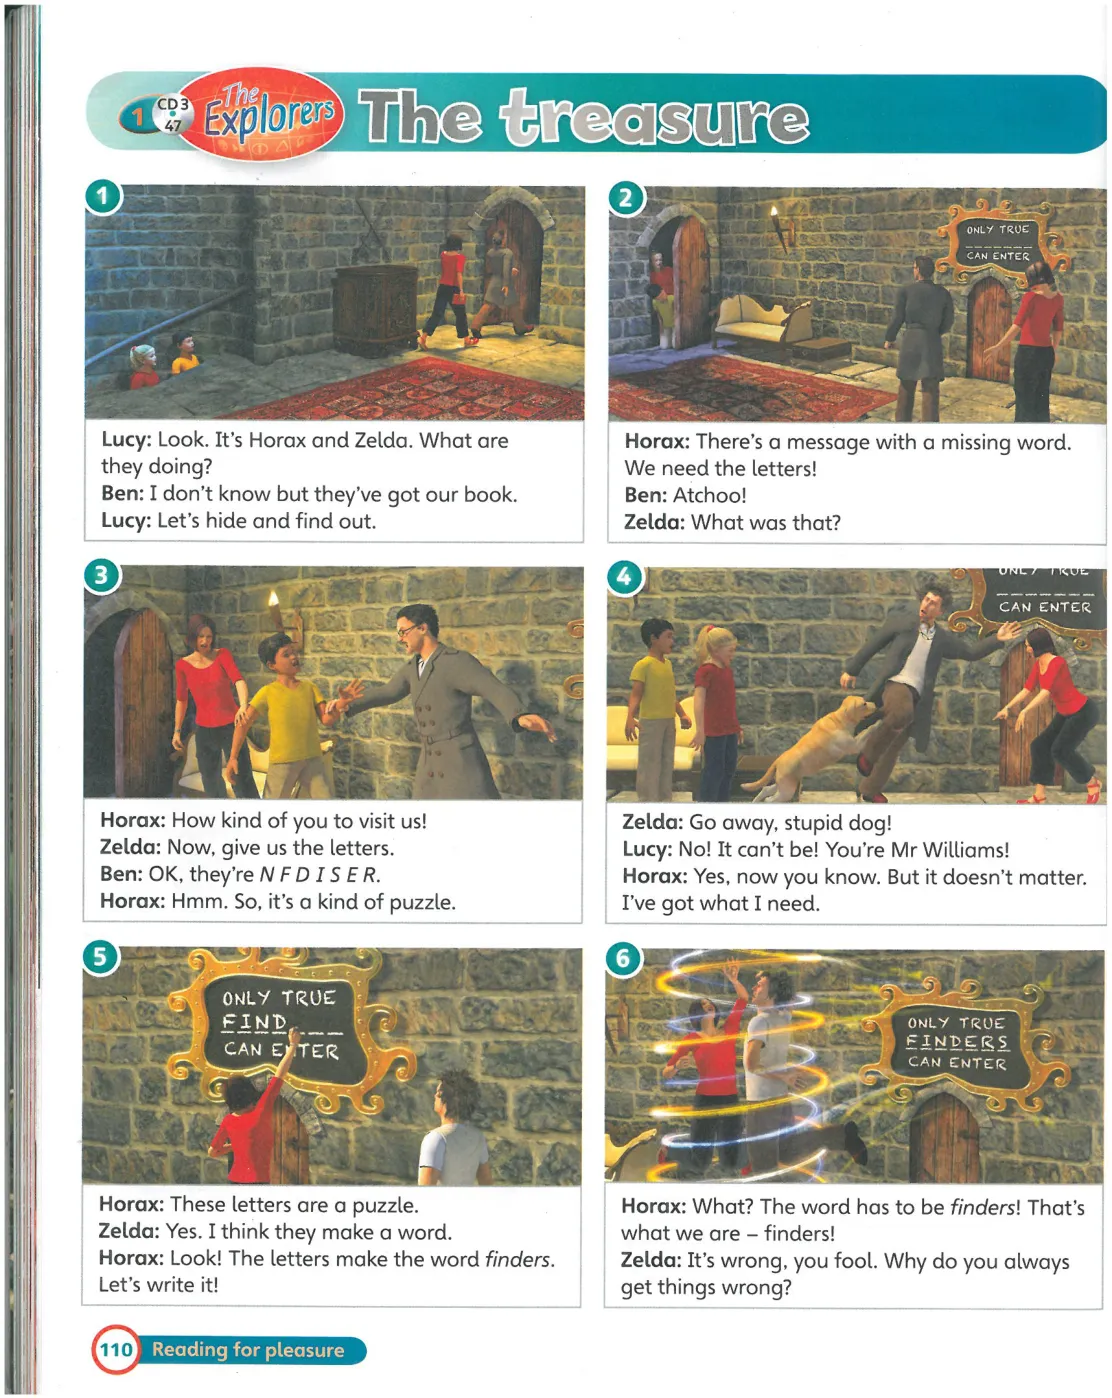 1 CD3 47 The Explorers The treasure
1
Lucy: Look. It's Horax and Zelda. What are
they doing?
Ben: I don't know but they've got our book.
Lucy: Let's hide and find out.
2
ONLY TRUE
_ _ _ _ _ _ _
CAN ENTER
Horax: There's a message with a missing word.
We need the letters!
Ben: Atchoo!
Zelda: What was that?
3
Horax: How kind of you to visit us!
Zelda: Now, give us the letters.
Ben: OK, they're N F D I S E R.
Horax: Hmm. So, it's a kind of puzzle.
4
ONLY TRUE
_ _ _ _ _ _ _
CAN ENTER
Zelda: Go away, stupid dog!
Lucy: No! It can't be! You're Mr Williams!
Horax: Yes, now you know. But it doesn't matter.
I've got what I need.
5
ONLY TRUE
FIND_ _ _
CAN ENTER
Horax: These letters are a puzzle.
Zelda: Yes. I think they make a word.
Horax: Look! The letters make the word finders.
Let's write it!
6
ONLY TRUE
FINDERS
CAN ENTER
Horax: What? The word has to be finders! That's
what we are – finders!
Zelda: It's wrong, you fool. Why do you always
get things wrong?
110 Reading for pleasure